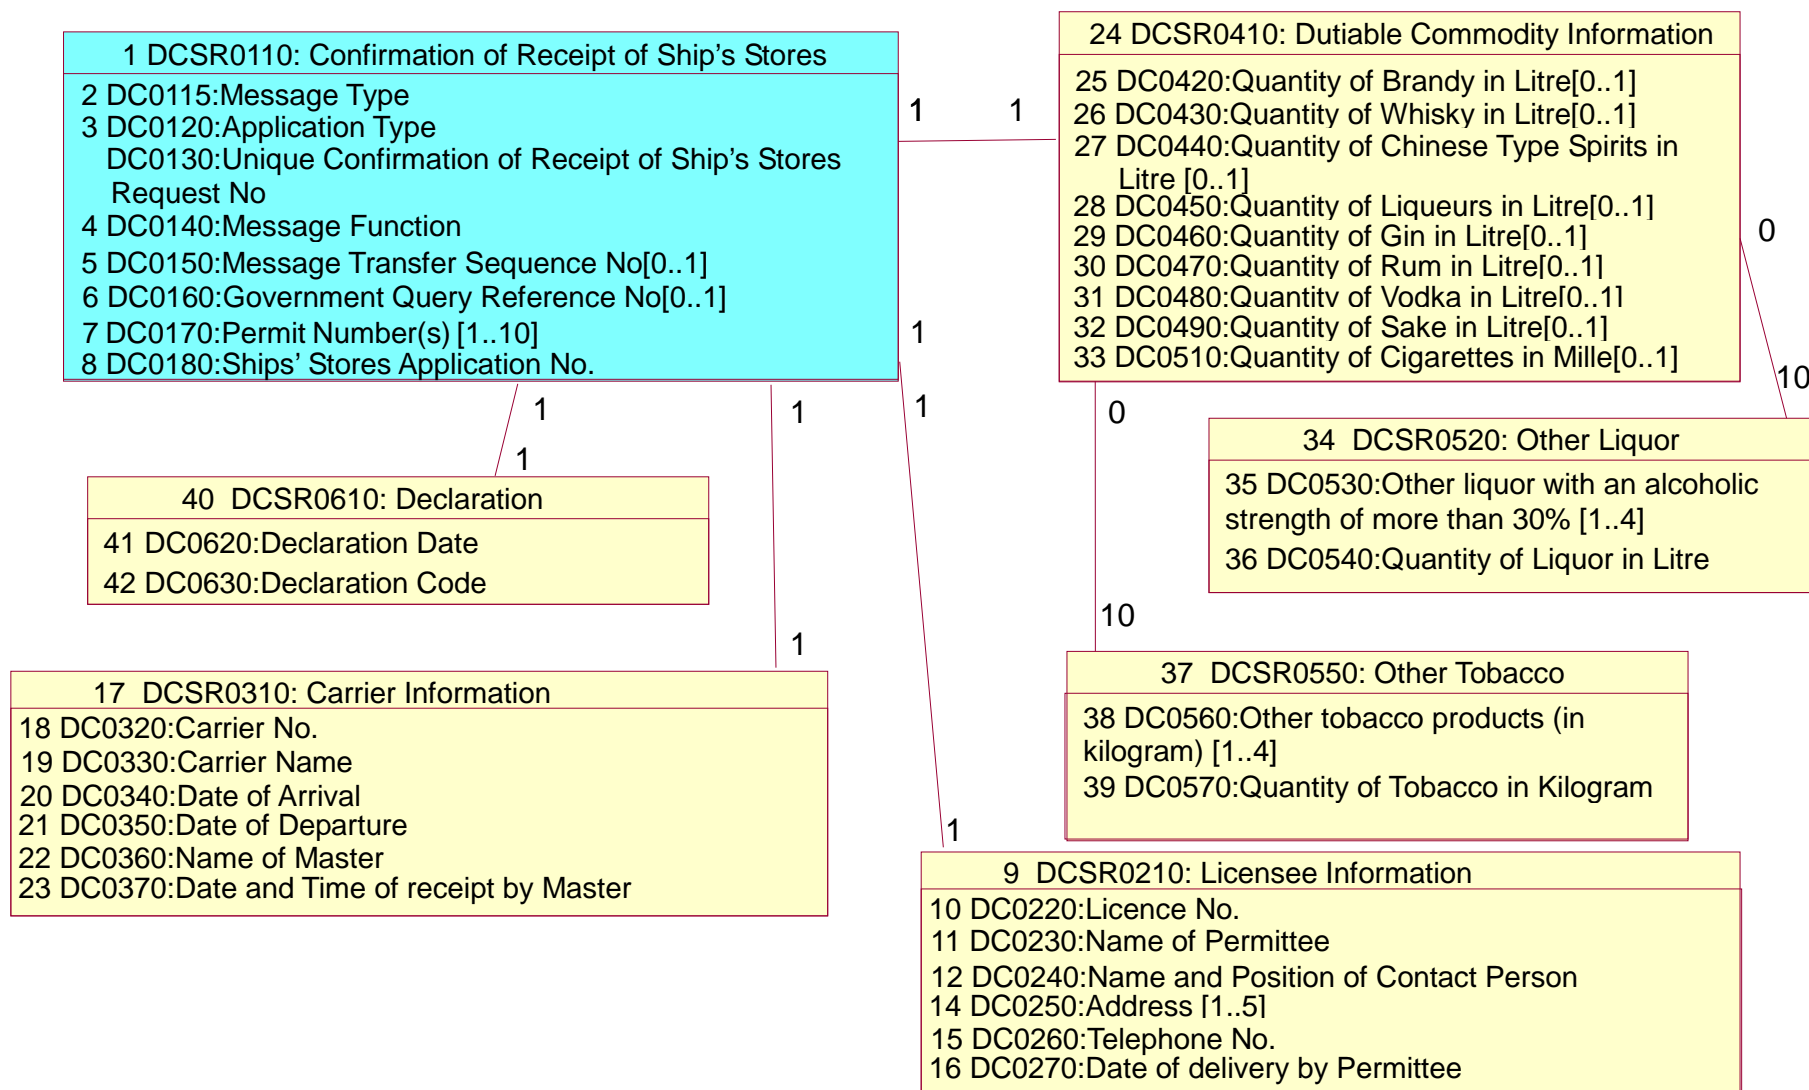 1 DCSR0110: Confirmation of Receipt of Ship's Stores
2 DC0115:Message Type
3 DC0120:Application Type
DC0130:Unique Confirmation of Receipt of Ship's Stores
Request No
4 DC0140:Message Function
5 DC0150:Message Transfer Sequence No[0..1]
6 DC0160:Government Query Reference No[0..1]
7 DC0170:Permit Number(s) [1..10]
8 DC0180:Ships' Stores Application No.
1
1
24 DCSR0410: Dutiable Commodity Information
25 DC0420:Quantity of Brandy in Litre[0..1]
26 DC0430:Quantity of Whisky in Litre[0..1]
27 DC0440:Quantity of Chinese Type Spirits in
Litre [0..1]
28 DC0450:Quantity of Liqueurs in Litre[0..1]
29 DC0460:Quantity of Gin in Litre[0..1]
30 DC0470:Quantity of Rum in Litre[0..1]
31 DC0480:Quantity of Vodka in Litre[0..1]
32 DC0490:Quantity of Sake in Litre[0..1]
33 DC0510:Quantity of Cigarettes in Mille[0..1]
0
10
1
1
1
1
0
1
34 DCSR0520: Other Liquor
35 DC0530:Other liquor with an alcoholic
strength of more than 30% [1..4]
36 DC0540:Quantity of Liquor in Litre
40 DCSR0610: Declaration
41 DC0620:Declaration Date
42 DC0630:Declaration Code
10
1
17 DCSR0310: Carrier Information
18 DC0320:Carrier No.
19 DC0330:Carrier Name
20 DC0340:Date of Arrival
21 DC0350:Date of Departure
22 DC0360:Name of Master
23 DC0370:Date and Time of receipt by Master
37 DCSR0550: Other Tobacco
38 DC0560:Other tobacco products (in
kilogram) [1..4]
39 DC0570:Quantity of Tobacco in Kilogram
1
9 DCSR0210: Licensee Information
10 DC0220:Licence No.
11 DC0230:Name of Permittee
12 DC0240:Name and Position of Contact Person
14 DC0250:Address [1..5]
15 DC0260:Telephone No.
16 DC0270:Date of delivery by Permittee